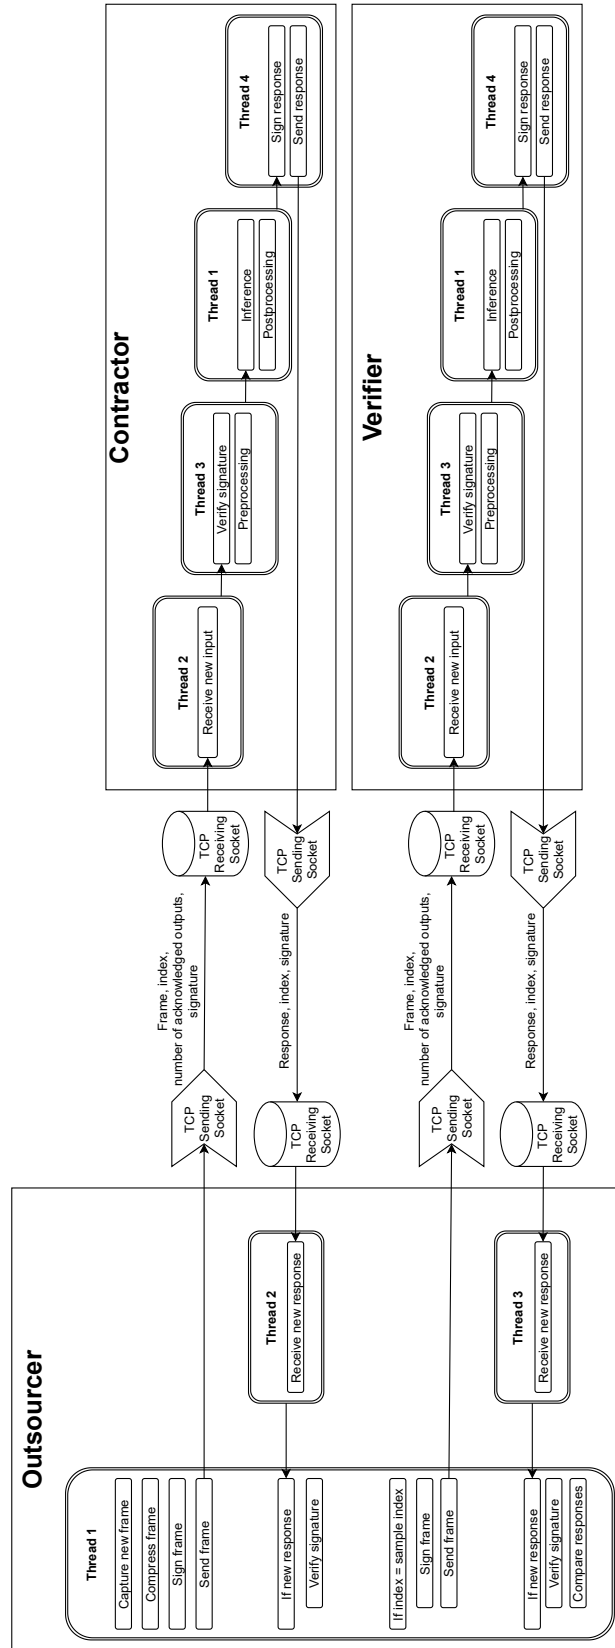 Outsourcer
Thread 1
Capture new frame
Compress frame
Sign frame
Send frame
If new response
Verify signature
If index = sample index
Sign frame
Send frame
If new response
Verify signature
Compare responses
Thread 2
Receive new response
Thread 3
Receive new response
TCP
Sending
Socket
TCP
Receiving
Socket
TCP
Sending
Socket
TCP
Receiving
Socket
Frame, index,
number of acknowledged outputs,
signature
Response, index, signature
Frame, index,
number of acknowledged outputs,
signature
Response, index, signature
TCP
Receiving
Socket
TCP
Sending
Socket
TCP
Receiving
Socket
TCP
Sending
Socket
Contractor
Thread 2
Receive new input
Thread 3
Verify signature
Preprocessing
Thread 1
Inference
Postprocessing
Thread 4
Sign response
Send response
Verifier
Thread 2
Receive new input
Thread 3
Verify signature
Preprocessing
Thread 1
Inference
Postprocessing
Thread 4
Sign response
Send response